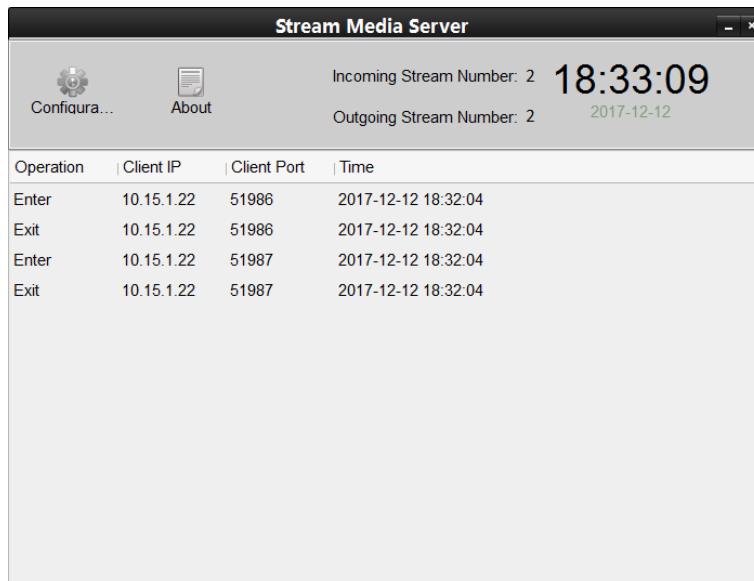 Stream Media Server
Incoming Stream Number: 2
18:33:09
Configura...
About
Outgoing Stream Number: 2
2017-12-12
Operation Client IP Client Port Time
Enter 10.15.1.22 51986 2017-12-12 18:32:04
Exit 10.15.1.22 51986 2017-12-12 18:32:04
Enter 10.15.1.22 51987 2017-12-12 18:32:04
Exit 10.15.1.22 51987 2017-12-12 18:32:04